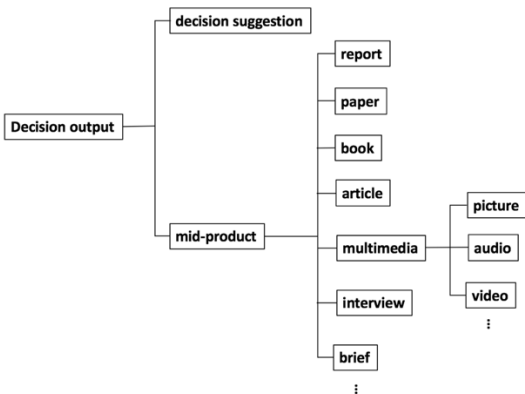 decision suggestion
report
paper
Decision output
book
article
picture
mid-product
multimedia
audio
interview
video
⋮
brief
⋮